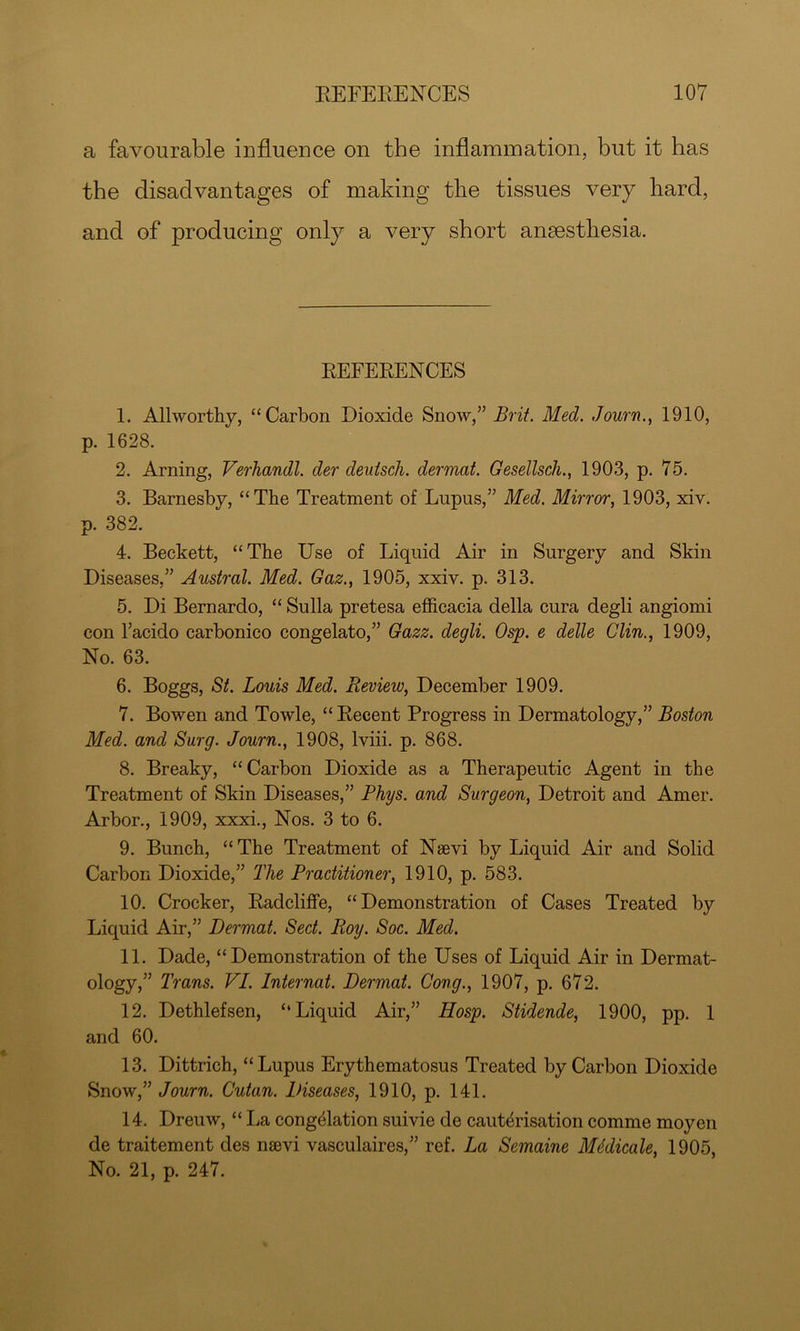 REFERENCES 107
a favourable influence on the inflammation, but it has
the disadvantages of making the tissues very hard,
and of producing only a very short anæsthesia.
REFERENCES
1. Allworthy, “Carbon Dioxide Snow,” Brit. Med. Journ., 1910,
p. 1628.
2. Arning, Verhandl. der deutsch. dermat. Gesellsch., 1903, p. 75.
3. Barnesby, “The Treatment of Lupus,” Med. Mirror, 1903, xiv.
p. 382.
4. Beckett, “The Use of Liquid Air in Surgery and Skin
Diseases,” Austral. Med. Gaz., 1905, xxiv. p. 313.
5. Di Bernardo, “Sulla pretesa efficacia della cura degli angiomi
con l’acido carbonico congelato,” Gazz. degli. Osp. e delle Clin., 1909,
No. 63.
6. Boggs, St. Louis Med. Review, December 1909.
7. Bowen and Towle, “Recent Progress in Dermatology,” Boston
Med. and Surg. Journ., 1908, lviii. p. 868.
8. Breaky, “Carbon Dioxide as a Therapeutic Agent in the
Treatment of Skin Diseases,” Phys. and Surgeon, Detroit and Amer.
Arbor., 1909, xxxi., Nos. 3 to 6.
9. Bunch, “The Treatment of Nævi by Liquid Air and Solid
Carbon Dioxide,” The Practitioner, 1910, p. 583.
10. Crocker, Radcliffe, “Demonstration of Cases Treated by
Liquid Air,” Dermat. Sect. Roy. Soc. Med.
11. Dade, “Demonstration of the Uses of Liquid Air in Dermat-
ology,” Trans. VI. Internat. Dermat. Cong., 1907, p. 672.
12. Dethlefsen, “Liquid Air,” Hosp. Stidende, 1900, pp. 1
and 60.
13. Dittrich, “Lupus Erythematosus Treated by Carbon Dioxide
Snow,” Journ. Cutan. Diseases, 1910, p. 141.
14. Dreuw, “La congélation suivie de cautérisation comme moyen
de traitement des nævi vasculaires,” ref. La Semaine Médicale, 1905,
No. 21, p. 247.